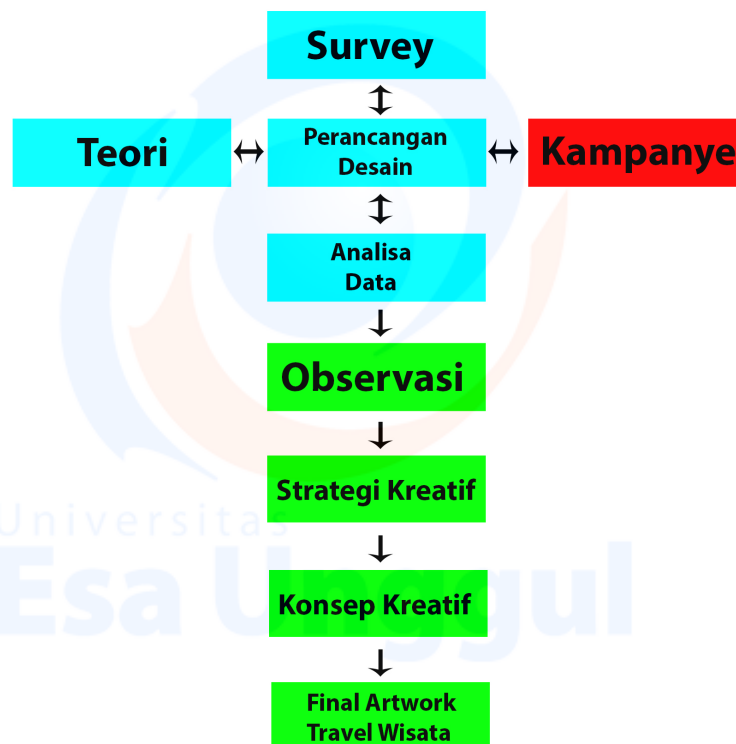 Survey
Teori
Perancangan
Desain
Kampanye
Analisa
Data
Observasi
Strategi Kreatif
Universitas
Esa Unggul
Konsep Kreatif
Final Artwork
Travel Wisata